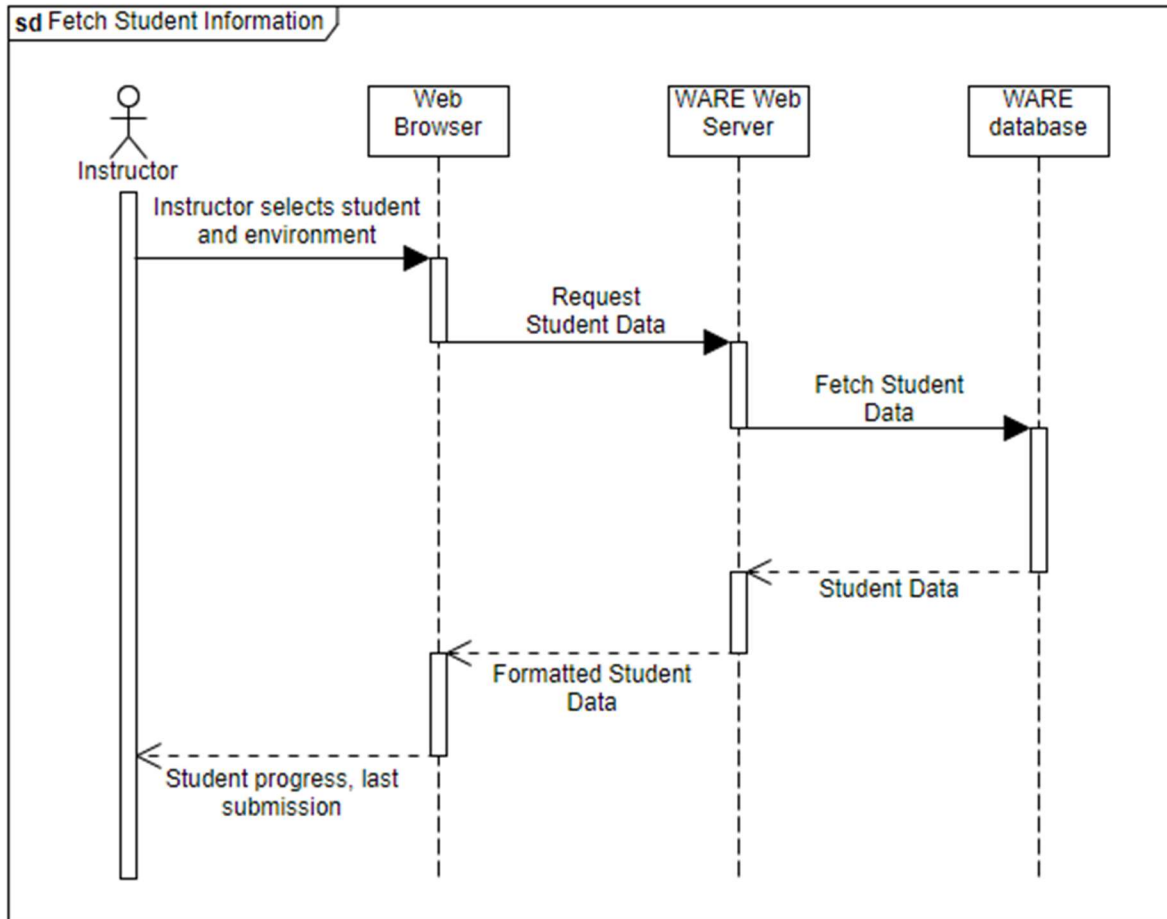 sd Fetch Student Information
Instructor
Web
Browser
WARE Web
Server
WARE
database
Instructor selects student
and environment
Request
Student Data
Fetch Student
Data
Student Data
Formatted Student
Data
Student progress, last
submission